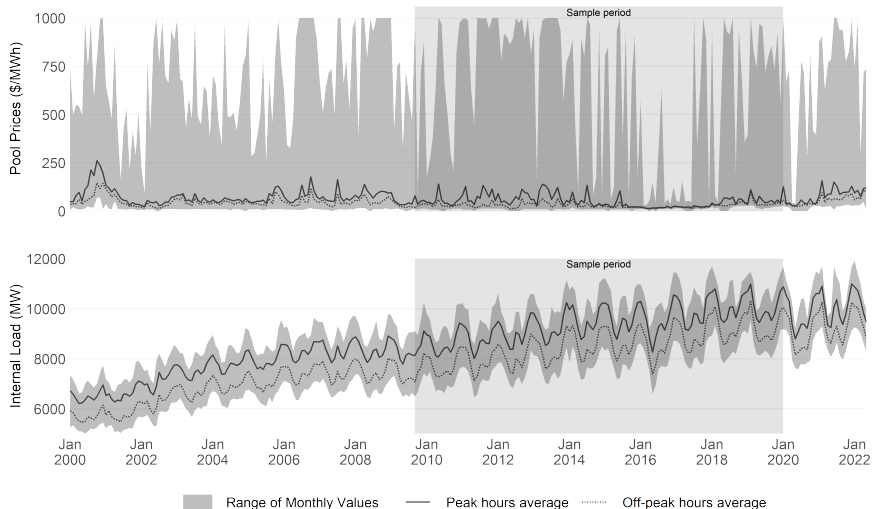 Sample period
Pool Prices ($/MWh)
1000
750
500
250
0
Sample period
Internal Load (MW)
12000
10000
8000
6000
Jan 2000
Jan 2002
Jan 2004
Jan 2006
Jan 2008
Jan 2010
Jan 2012
Jan 2014
Jan 2016
Jan 2018
Jan 2020
Jan 2022
Range of Monthly Values Peak hours average Off-peak hours average